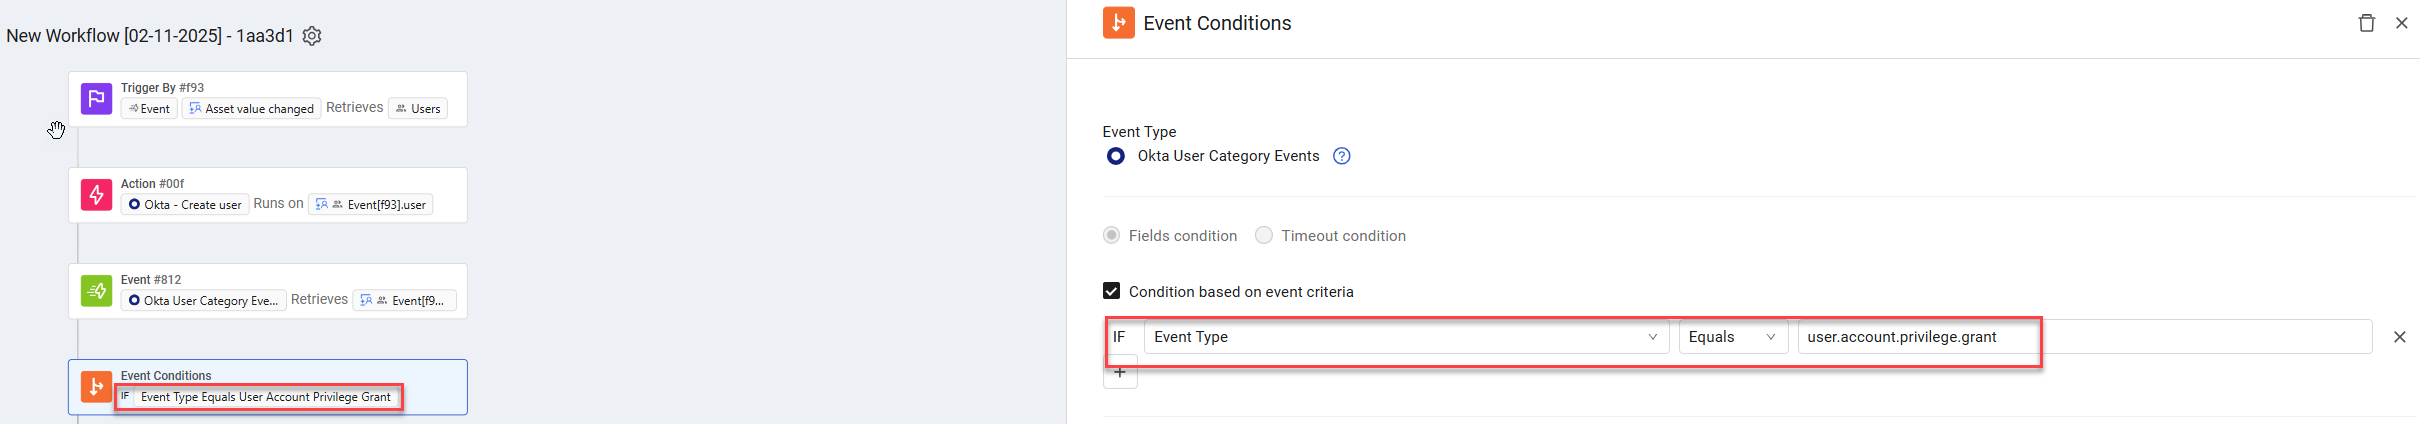 New Workflow [02-11-2025] - 1aa3d1
Trigger By #f93
Event Asset value changed Retrieves Users
Action #00f
Okta - Create user Runs on Event[f93].user
Event #812
Okta User Category Eve... Retrieves Event[f9...
Event Conditions
IF Event Type Equals User Account Privilege Grant
Event Conditions
Event Type
Okta User Category Events
Fields condition Timeout condition
Condition based on event criteria
IF Event Type Equals user.account.privilege.grant